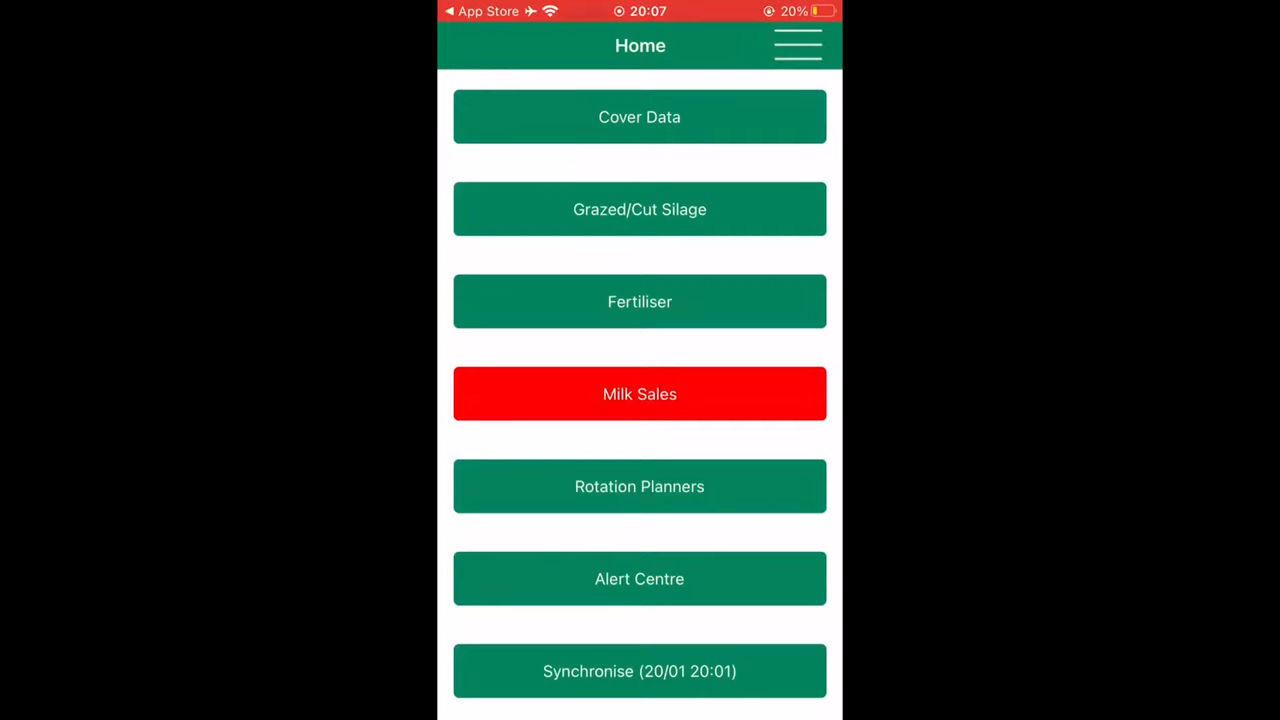 App Store 20:07 20%
Home
Cover Data
Grazed/Cut Silage
Fertiliser
Milk Sales
Rotation Planners
Alert Centre
Synchronise (20/01 20:01)